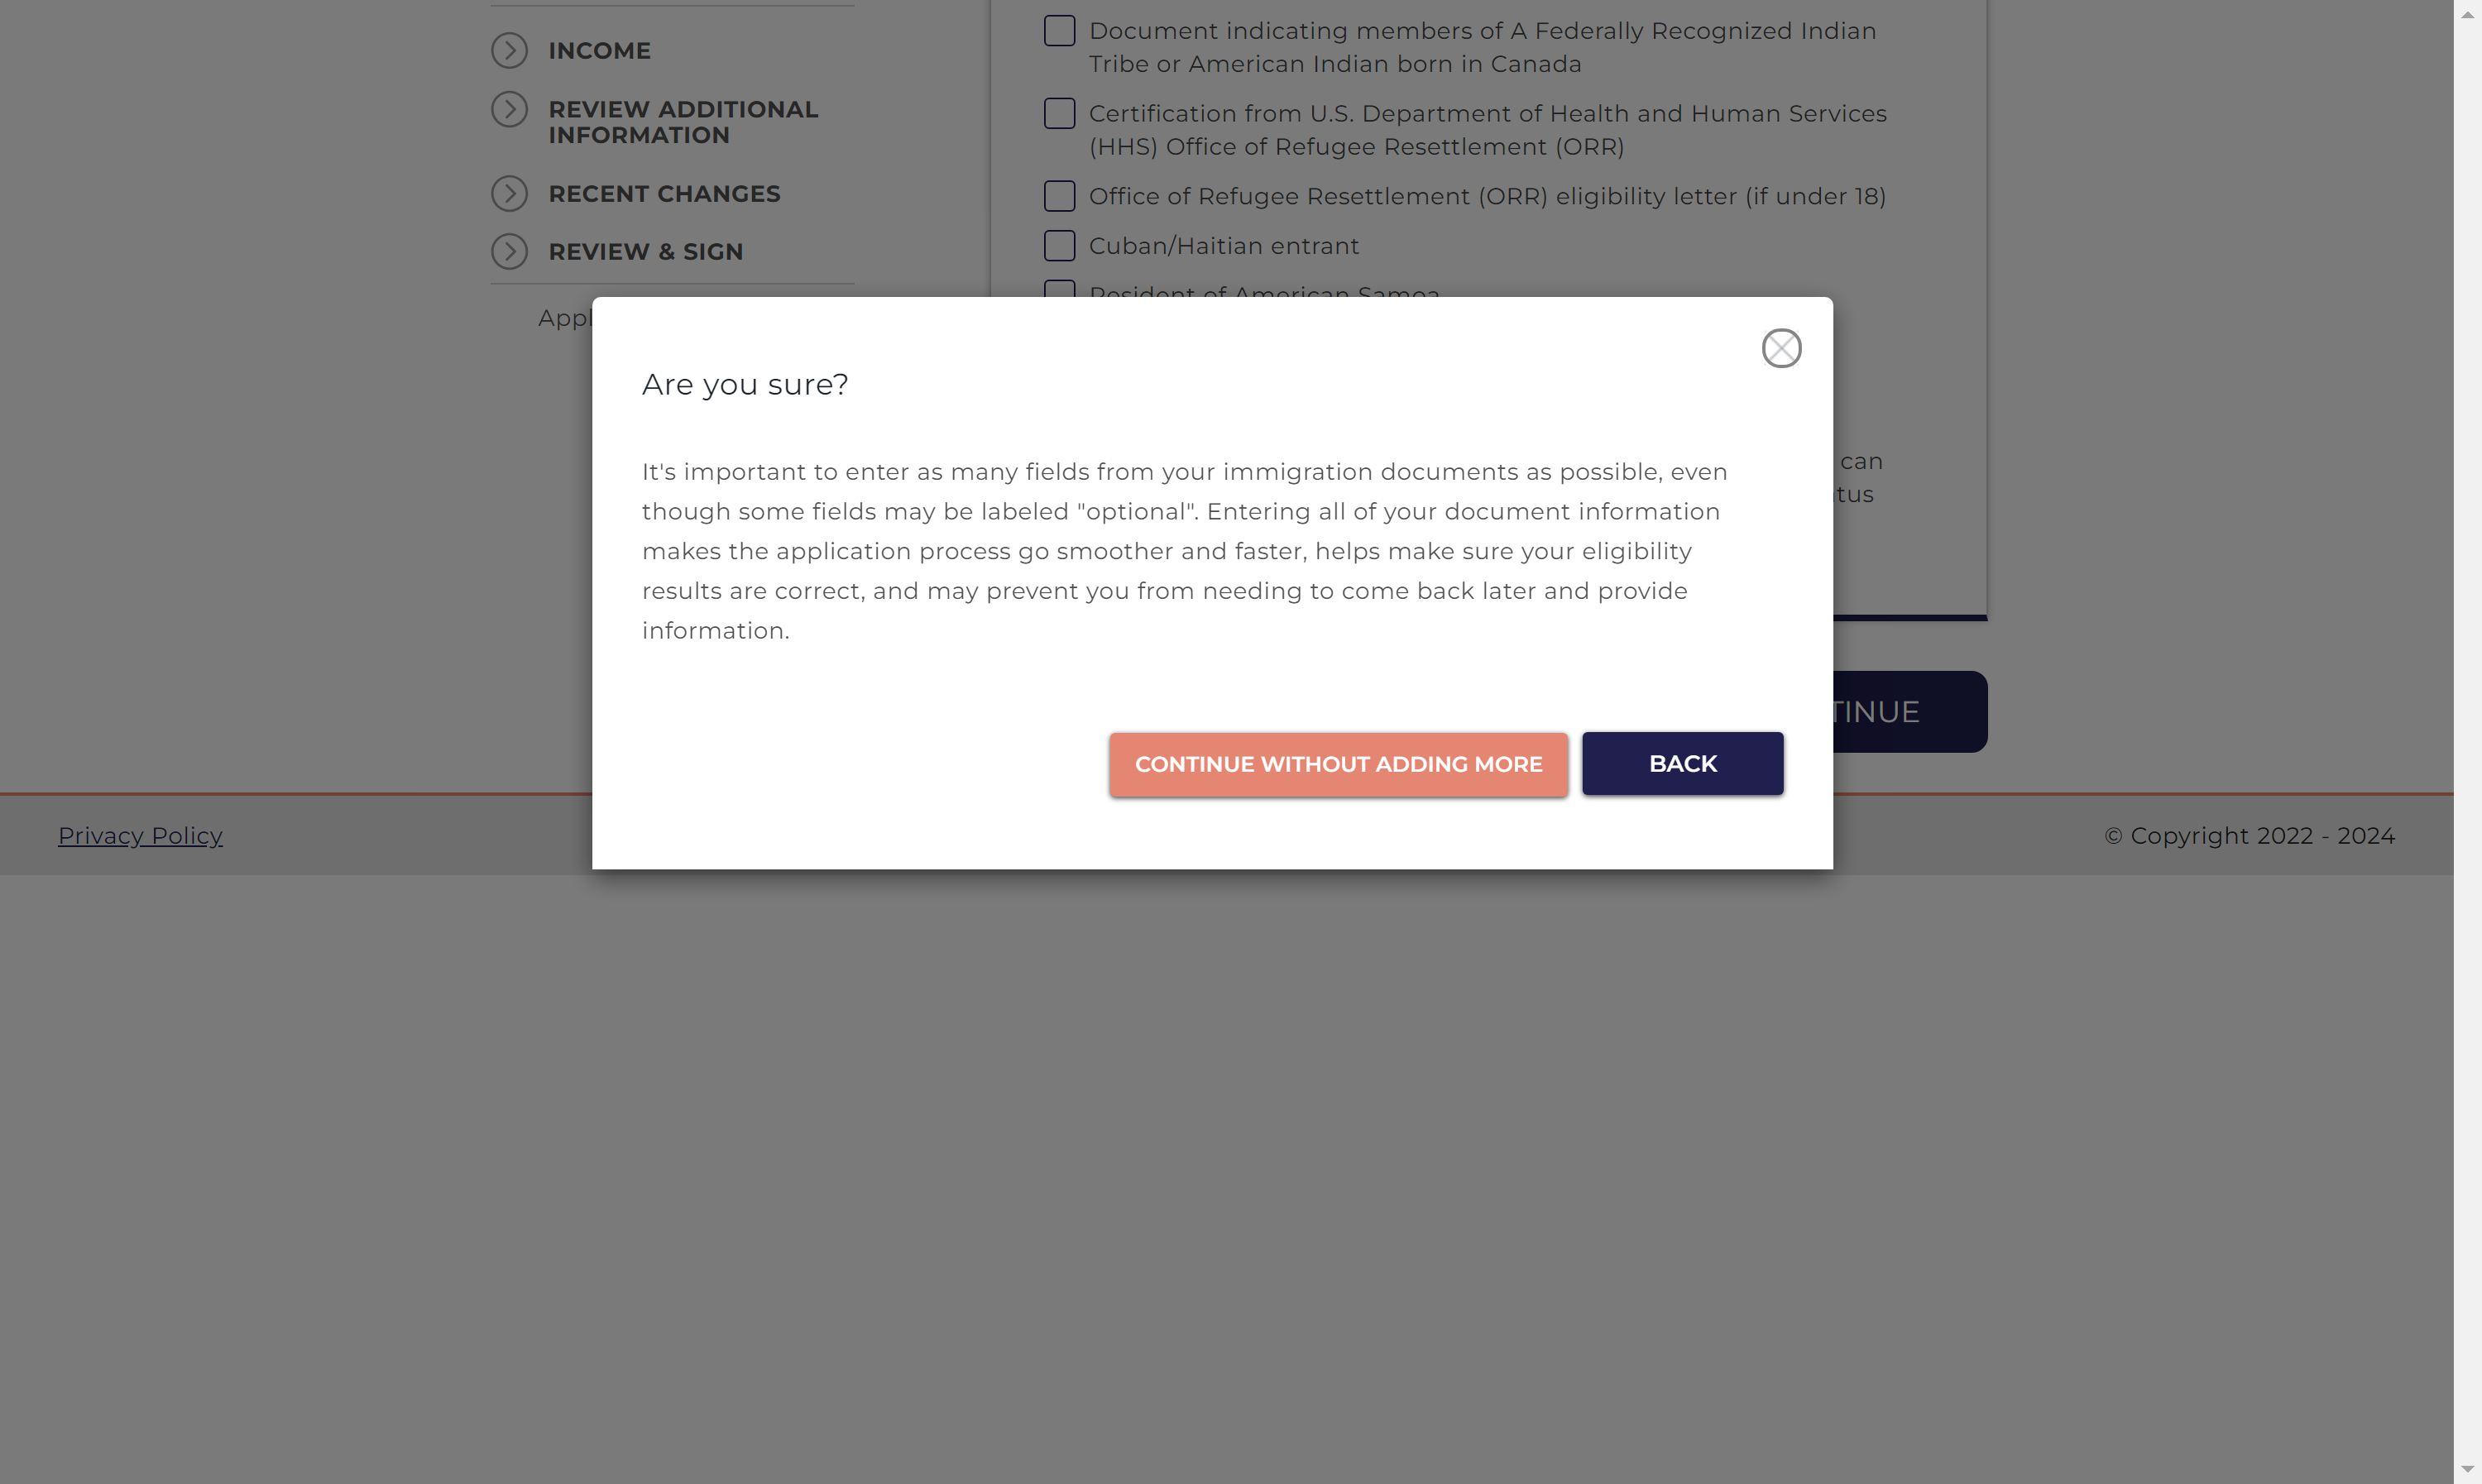 INCOME
REVIEW ADDITIONAL
INFORMATION
RECENT CHANGES
REVIEW & SIGN
Document indicating members of A Federally Recognized Indian
Tribe or American Indian born in Canada
Certification from U.S. Department of Health and Human Services
(HHS) Office of Refugee Resettlement (ORR)
Office of Refugee Resettlement (ORR) eligibility letter (if under 18)
Cuban/Haitian entrant
Resident of American Samoa
Are you sure?
It's important to enter as many fields from your immigration documents as possible, even
though some fields may be labeled "optional". Entering all of your document information
makes the application process go smoother and faster, helps make sure your eligibility
results are correct, and may prevent you from needing to come back later and provide
information.
can
CONTINUE WITHOUT ADDING MORE
BACK
Privacy Policy
© Copyright 2022 - 2024